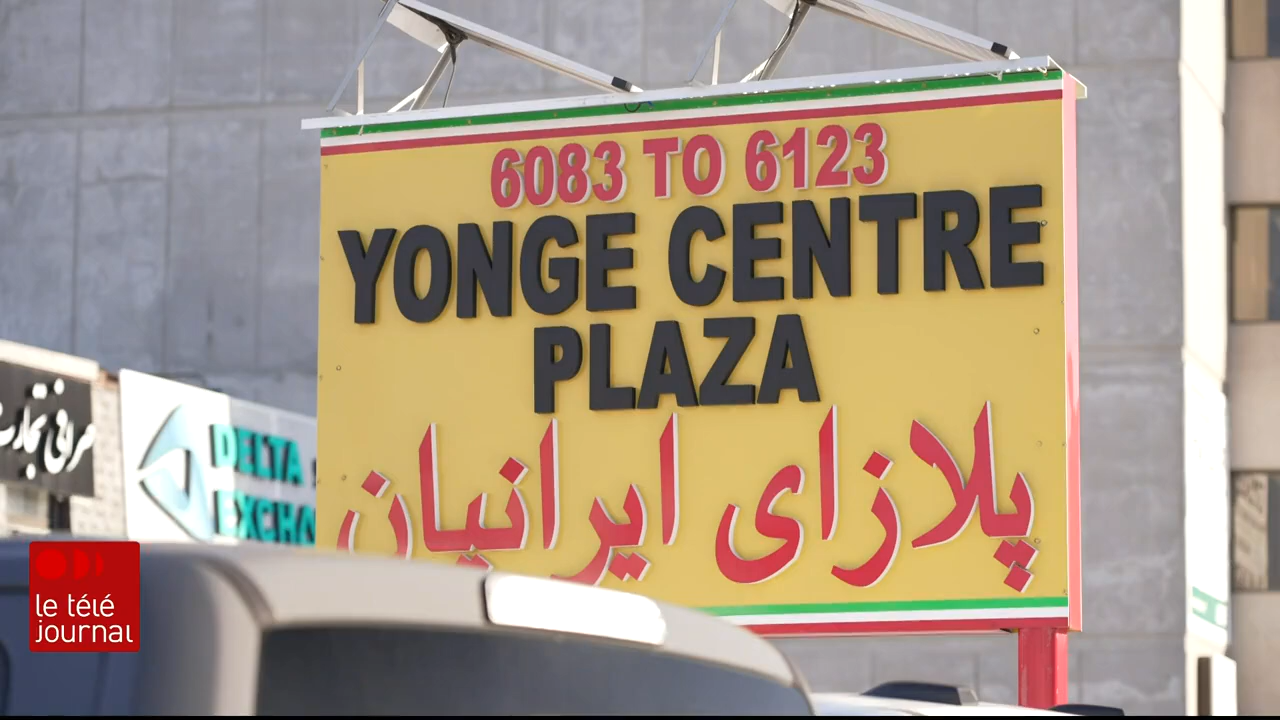 6083 TO 6123
YONGE CENTRE
PLAZA
پلازای ایرانیان
DELTA
le télé
journal